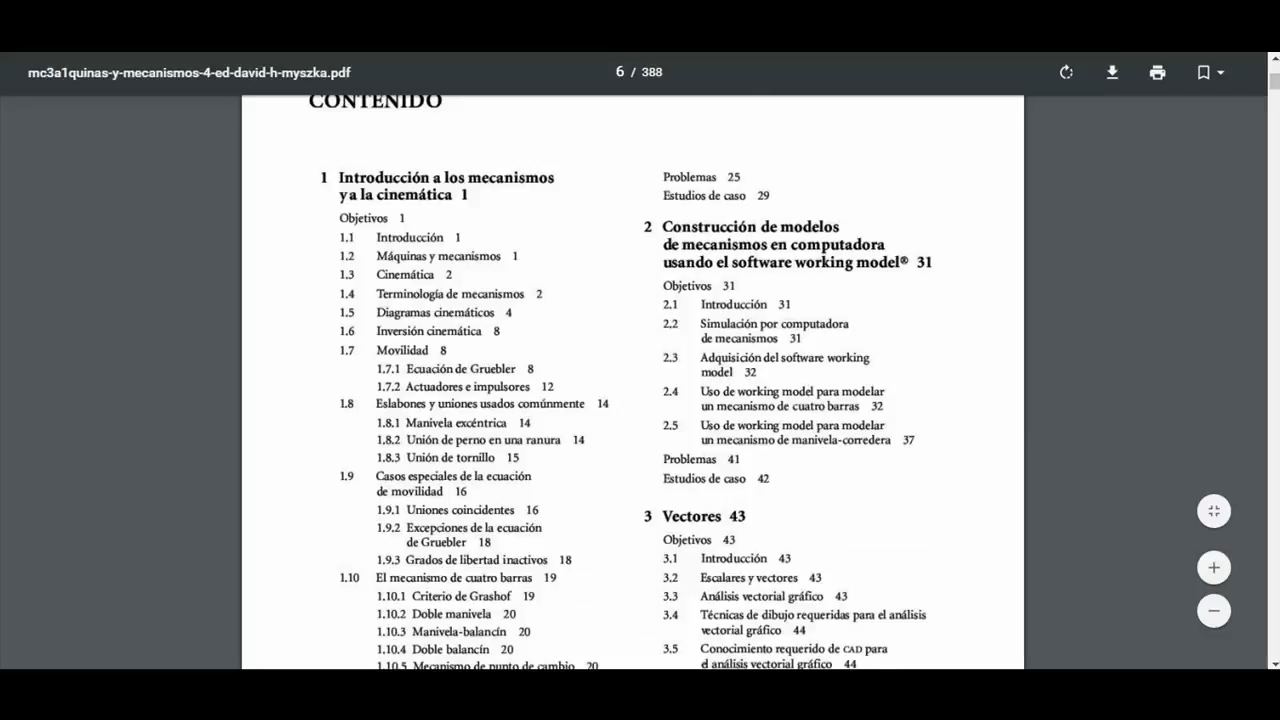 mc3a1quinas-y-mecanismos-4-ed-david-h-myszka.pdf
6 / 388
CONTENIDO
1 Introducción a los mecanismos
y a la cinemática 1
Objetivos 1
1.1 Introducción 1
1.2 Máquinas y mecanismos 1
1.3 Cinemática 2
1.4 Terminología de mecanismos 2
1.5 Diagramas cinemáticos 4
1.6 Inversión cinemática 8
1.7 Movilidad 8
1.7.1 Ecuación de Gruebler 8
1.7.2 Actuadores e impulsores 12
1.8 Eslabones y uniones usados comúnmente 14
1.8.1 Manivela excéntrica 14
1.8.2 Unión de perno en una ranura 14
1.8.3 Unión de tornillo 15
1.9 Casos especiales de la ecuación
de movilidad 16
1.9.1 Uniones coincidentes 16
1.9.2 Excepciones de la ecuación
de Gruebler 18
1.9.3 Grados de libertad inactivos 18
1.10 El mecanismo de cuatro barras 19
1.10.1 Criterio de Grashof 19
1.10.2 Doble manivela 20
1.10.3 Manivela-balancín 20
1.10.4 Doble balancín 20
1.10.5 Mecanismo de punto de cambio 20
Problemas 25
Estudios de caso 29
2 Construcción de modelos
de mecanismos en computadora
usando el software working model® 31
Objetivos 31
2.1 Introducción 31
2.2 Simulación por computadora
de mecanismos 31
2.3 Adquisición del software working
model 32
2.4 Uso de working model para modelar
un mecanismo de cuatro barras 32
2.5 Uso de working model para modelar
un mecanismo de manivela-corredera 37
Problemas 41
Estudios de caso 42
3 Vectores 43
Objetivos 43
3.1 Introducción 43
3.2 Escalares y vectores 43
3.3 Análisis vectorial gráfico 43
3.4 Técnicas de dibujo requeridas para el análisis
vectorial gráfico 44
3.5 Conocimiento requerido de CAD para
el análisis vectorial gráfico 44